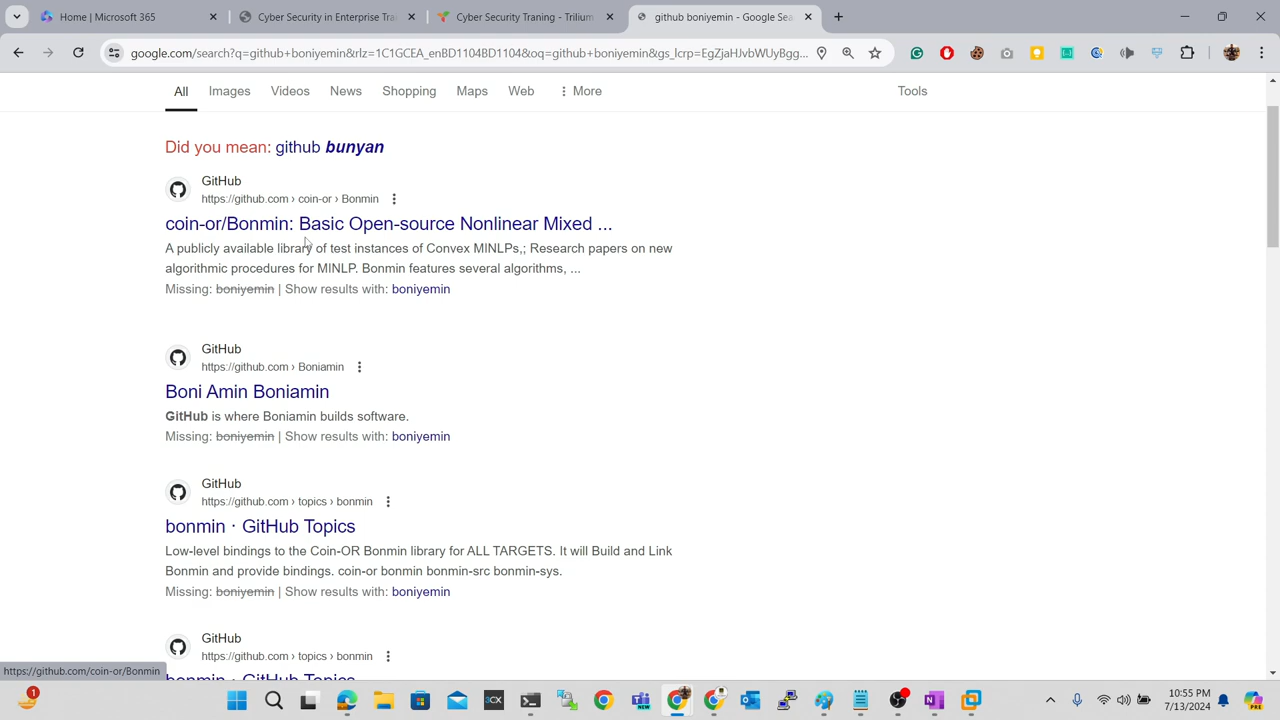 Home | Microsoft 365
Cyber Security in Enterprise Tra
Cyber Security Traning - Trilium
github boniyemin - Google Sea
google.com/search?q=github+boniyemin&rlz=1C1GCEA_enBD1104BD1104&oq=github+boniyemin&gs_lcrp=EgZjaHJvbWUyBgg...
All
Images
Videos
News
Shopping
Maps
Web
More
Tools
Did you mean: github bunyan
GitHub
https://github.com › coin-or › Bonmin
coin-or/Bonmin: Basic Open-source Nonlinear Mixed ...
A publicly available library of test instances of Convex MINLPs,; Research papers on new
algorithmic procedures for MINLP. Bonmin features several algorithms, ...
Missing: boniyemin | Show results with: boniyemin
GitHub
https://github.com › Boniamin
Boni Amin Boniamin
GitHub is where Boniamin builds software.
Missing: boniyemin | Show results with: boniyemin
GitHub
https://github.com › topics › bonmin
bonmin · GitHub Topics
Low-level bindings to the Coin-OR Bonmin library for ALL TARGETS. It will Build and Link
Bonmin and provide bindings. coin-or bonmin bonmin-src bonmin-sys.
Missing: boniyemin | Show results with: boniyemin
GitHub
https://github.com › topics › bonmin
bonmin · GitHub Topics
https://github.com/coin-or/Bonmin
1
3CX
NEW
10:55 PM
7/13/2024
PRE